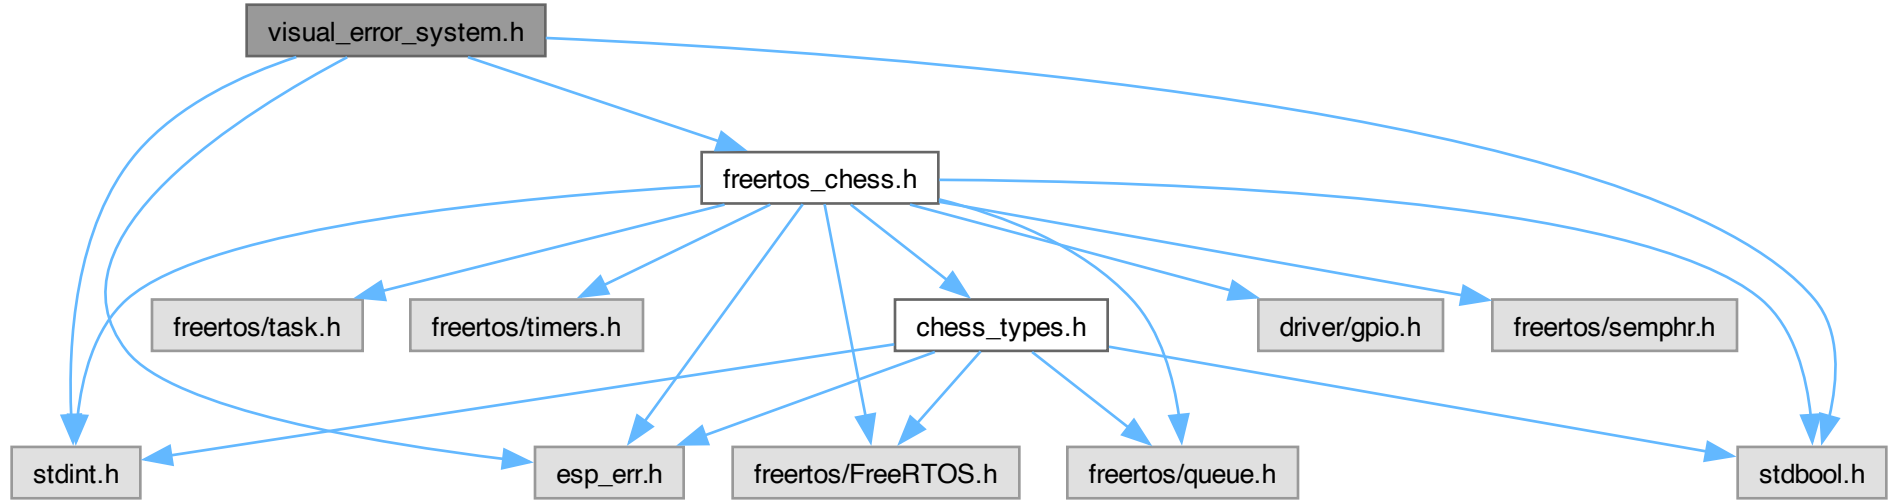 visual_error_system.h
freertos_chess.h
freertos/task.h
freertos/timers.h
chess_types.h
driver/gpio.h
freertos/semphr.h
stdint.h
esp_err.h
freertos/FreeRTOS.h
freertos/queue.h
stdbool.h